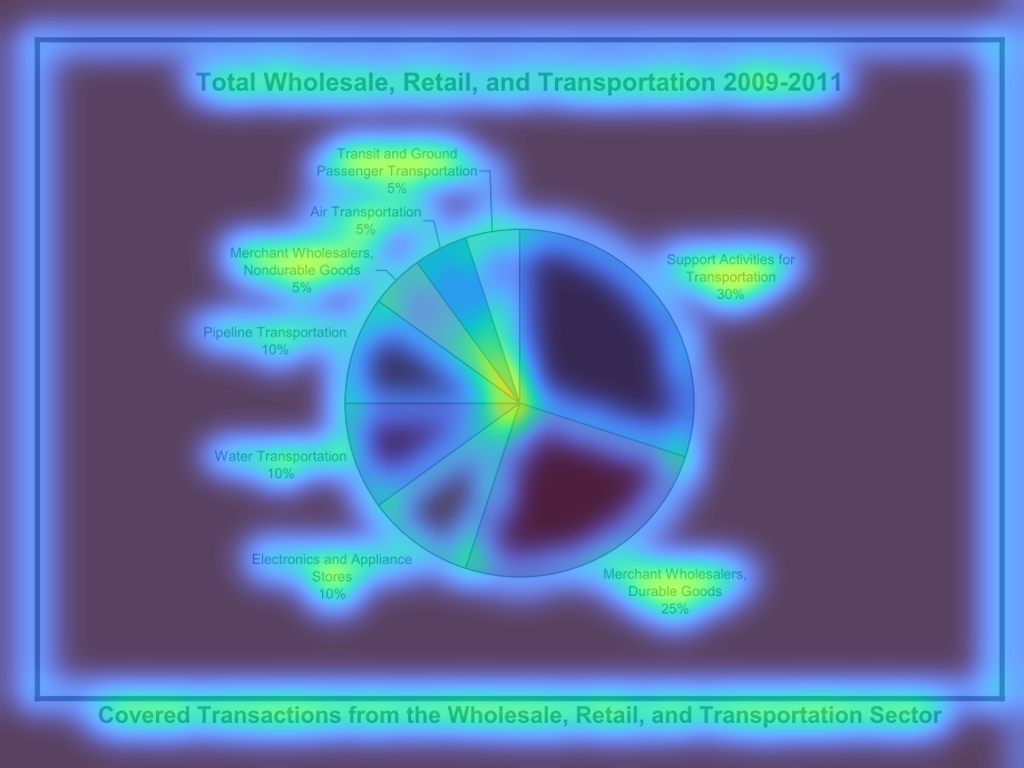 Total Wholesale, Retail, and Transportation 2009-2011
Transit and Ground
Passenger Transportation
5%
Air Transportation
5%
Merchant Wholesalers,
Nondurable Goods
5%
Support Activities for
Transportation
30%
Pipeline Transportation
10%
Water Transportation
10%
Electronics and Appliance
Stores
10%
Merchant Wholesalers,
Durable Goods
25%
Covered Transactions from the Wholesale, Retail, and Transportation Sector